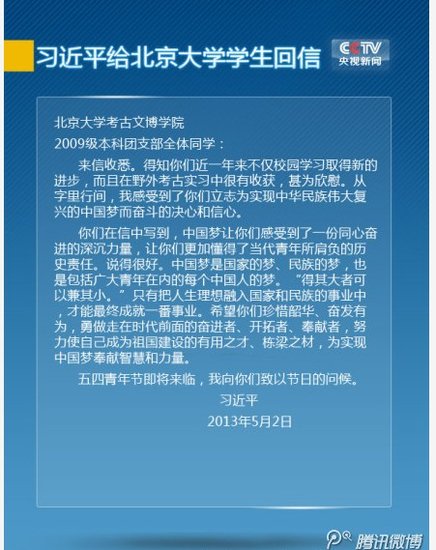 习近平给北京大学学生回信
CCTV
央视新闻
北京大学考古文博学院
2009级本科团支部全体同学：
来信收悉。得知你们近一年来不仅校园学习取得新的
进步，而且在野外考古实习中很有收获，甚为欣慰。从
字里行间，我感受到了你们立志为实现中华民族伟大复
兴的中国梦而奋斗的决心和信心。
你们在信中写到，中国梦让你们感受到了一份同心奋
进的深沉力量，让你们更加懂得了当代青年所肩负的历
史责任。说得很好。中国梦是国家的梦、民族的梦，也
是包括广大青年在内的每个中国人的梦。“得其大者可
以兼其小。”只有把人生理想融入国家和民族的事业中
，才能最终成就一番事业。希望你们珍惜韶华、奋发有
为，勇做走在时代前面的奋进者、开拓者、奉献者，努
力使自己成为祖国建设的有用之才、栋梁之材，为实现
中国梦奉献智慧和力量。
五四青年节即将来临，我向你们致以节日的问候。
习近平
2013年5月2日
腾讯微博